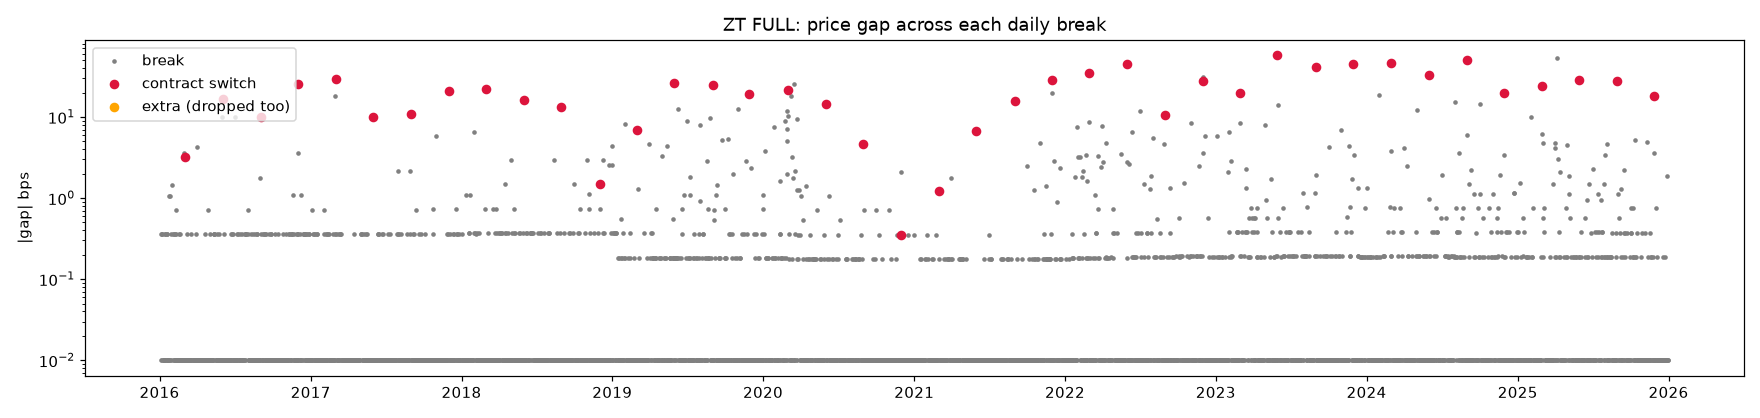 ZT FULL: price gap across each daily break
break
contract switch
extra (dropped too)
|gap| bps
10¹
10⁰
10⁻¹
10⁻²
2016 2017 2018 2019 2020 2021 2022 2023 2024 2025 2026